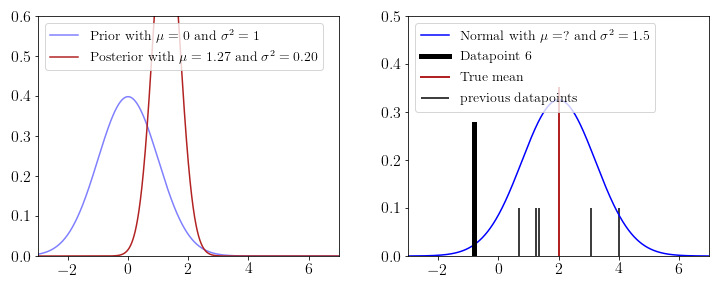 Prior with μ = 0 and σ² = 1
Posterior with μ = 1.27 and σ² = 0.20
0.6
0.5
0.4
0.3
0.2
0.1
0.0
−2 0 2 4 6
Normal with μ =? and σ² = 1.5
Datapoint 6
True mean
previous datapoints
0.5
0.4
0.3
0.2
0.1
0.0
−2 0 2 4 6